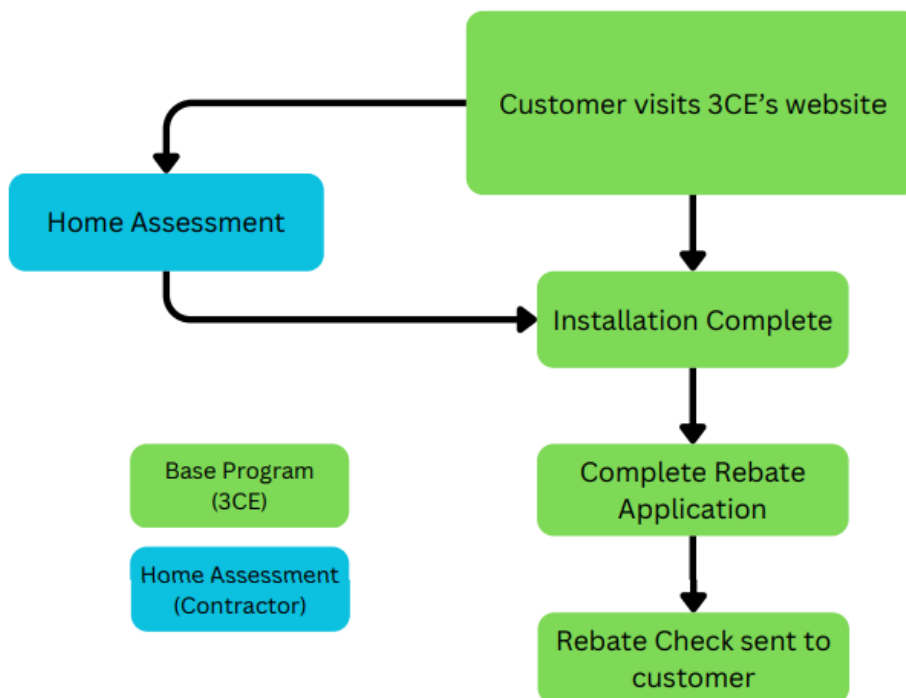 Customer visits 3CE’s website
Home Assessment
Installation Complete
Base Program
(3CE)
Complete Rebate
Application
Home Assessment
(Contractor)
Rebate Check sent to
customer